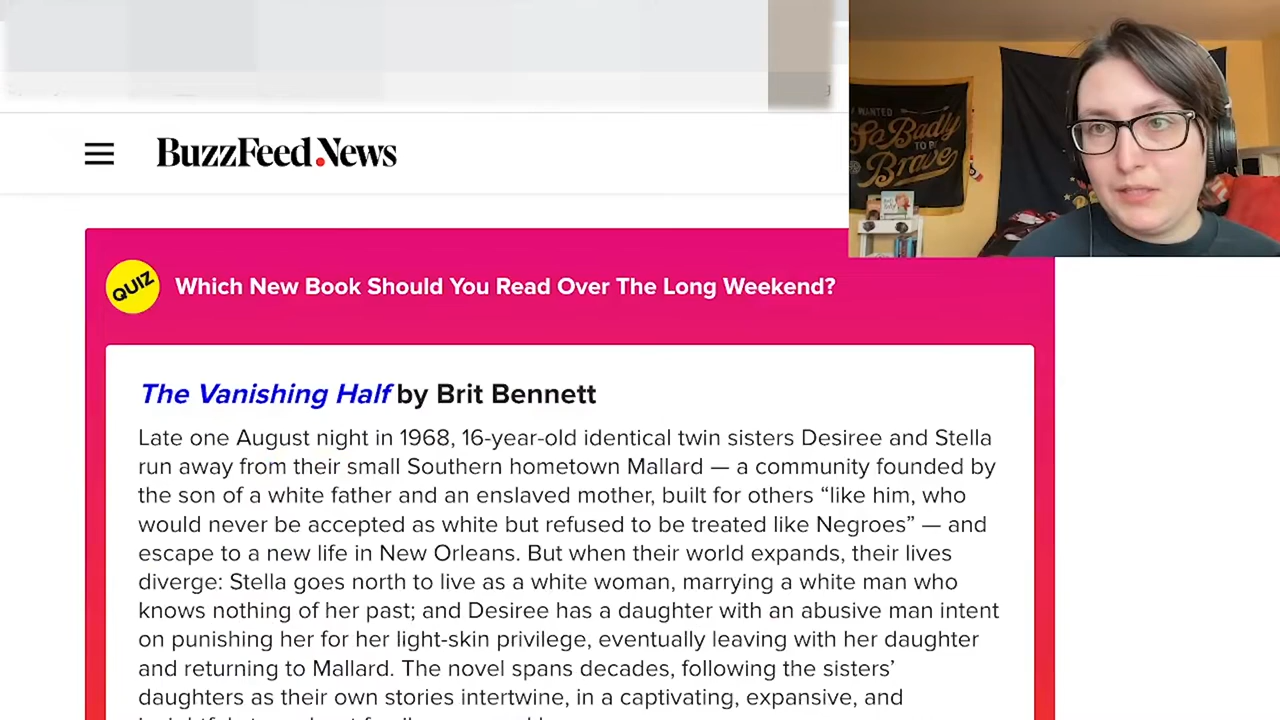 BuzzFeed.News
I WANTED
So Badly
TO BE
Brave
QUIZ
Which New Book Should You Read Over The Long Weekend?
The Vanishing Half by Brit Bennett
Late one August night in 1968, 16-year-old identical twin sisters Desiree and Stella
run away from their small Southern hometown Mallard — a community founded by
the son of a white father and an enslaved mother, built for others “like him, who
would never be accepted as white but refused to be treated like Negroes” — and
escape to a new life in New Orleans. But when their world expands, their lives
diverge: Stella goes north to live as a white woman, marrying a white man who
knows nothing of her past; and Desiree has a daughter with an abusive man intent
on punishing her for her light-skin privilege, eventually leaving with her daughter
and returning to Mallard. The novel spans decades, following the sisters’
daughters as their own stories intertwine, in a captivating, expansive, and